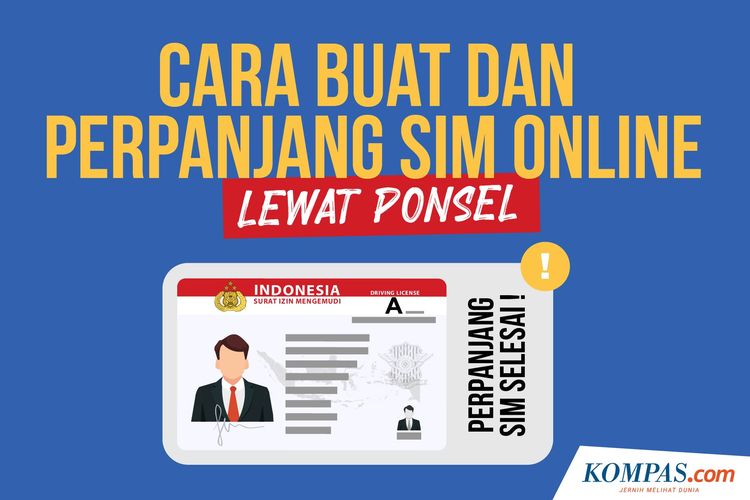 CARA BUAT DAN
PERPANJANG SIM ONLINE
LEWAT PONSEL
!
INDONESIA
SURAT IZIN MENGEMUDI
DRIVING LICENSE
A
PERPANJANG
SIM SELESAI !
KOMPAS.com
JERNIH MELIHAT DUNIA